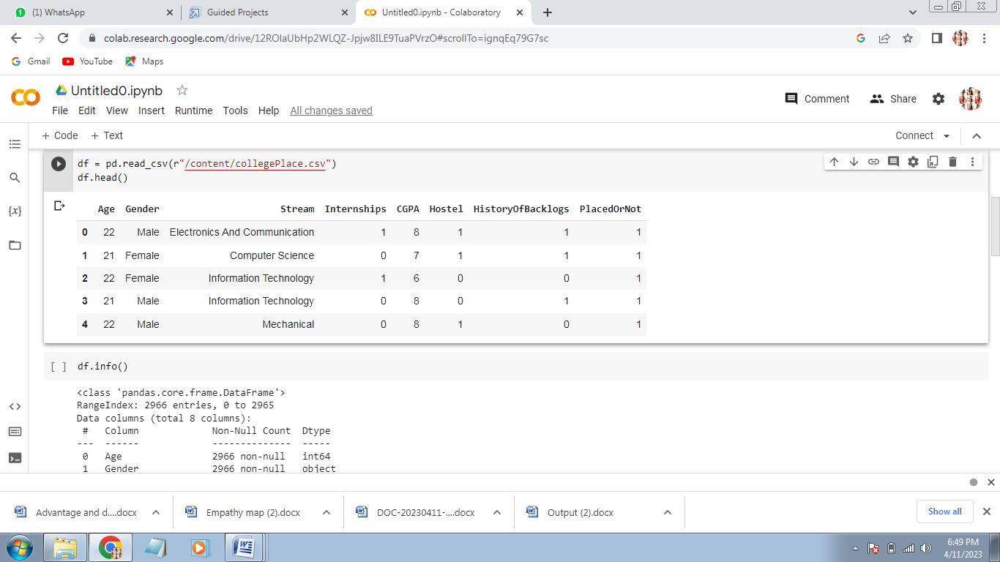 (1) WhatsApp
Guided Projects
Untitled0.ipynb - Colaboratory
colab.research.google.com/drive/12ROlaUbHp2WLQZ-Jpjw8ILE9TuaPVrzO#scrollTo=ignqEq79G7sc
Gmail YouTube Maps
Untitled0.ipynb
File Edit View Insert Runtime Tools Help All changes saved
Comment Share
+ Code + Text
Connect
df = pd.read_csv(r"/content/collegePlace.csv")
df.head()
Age Gender Stream Internships CGPA Hostel HistoryOfBacklogs PlacedOrNot
0 22 Male Electronics And Communication 1 8 1 1 1
1 21 Female Computer Science 0 7 1 1 1
2 22 Female Information Technology 1 6 0 0 1
3 21 Male Information Technology 0 8 0 1 1
4 22 Male Mechanical 0 8 1 0 1
{x}
[ ] df.info()
<class 'pandas.core.frame.DataFrame'>
RangeIndex: 2966 entries, 0 to 2965
Data columns (total 8 columns):
# Column Non-Null Count Dtype
--- ------ -------------- -----
0 Age 2966 non-null int64
1 Gender 2966 non-null object
Advantage and d....docx
Empathy map (2).docx
DOC-20230411-....docx
Output (2).docx
Show all
6:49 PM
4/11/2023